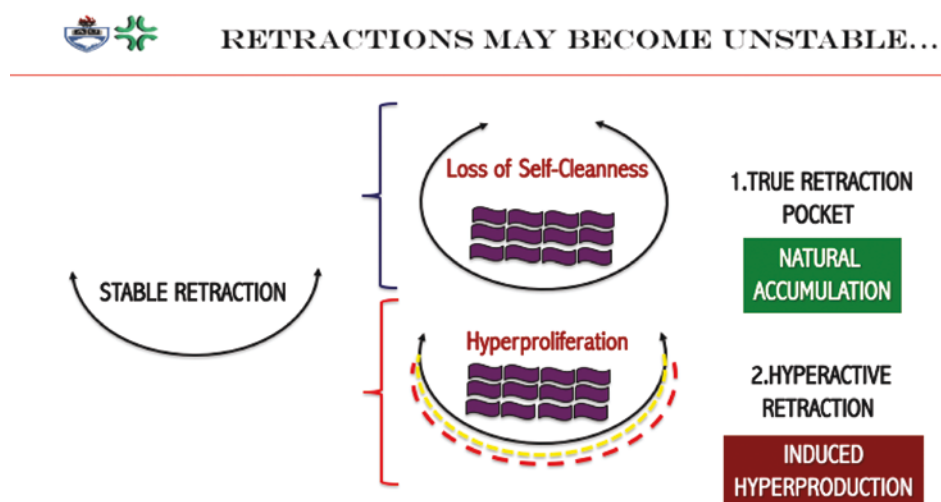 RETRACTIONS MAY BECOME UNSTABLE...
STABLE RETRACTION
Loss of Self-Cleanness
1.TRUE RETRACTION
POCKET
NATURAL
ACCUMULATION
Hyperproliferation
2.HYPERACTIVE
RETRACTION
INDUCED
HYPERPRODUCTION